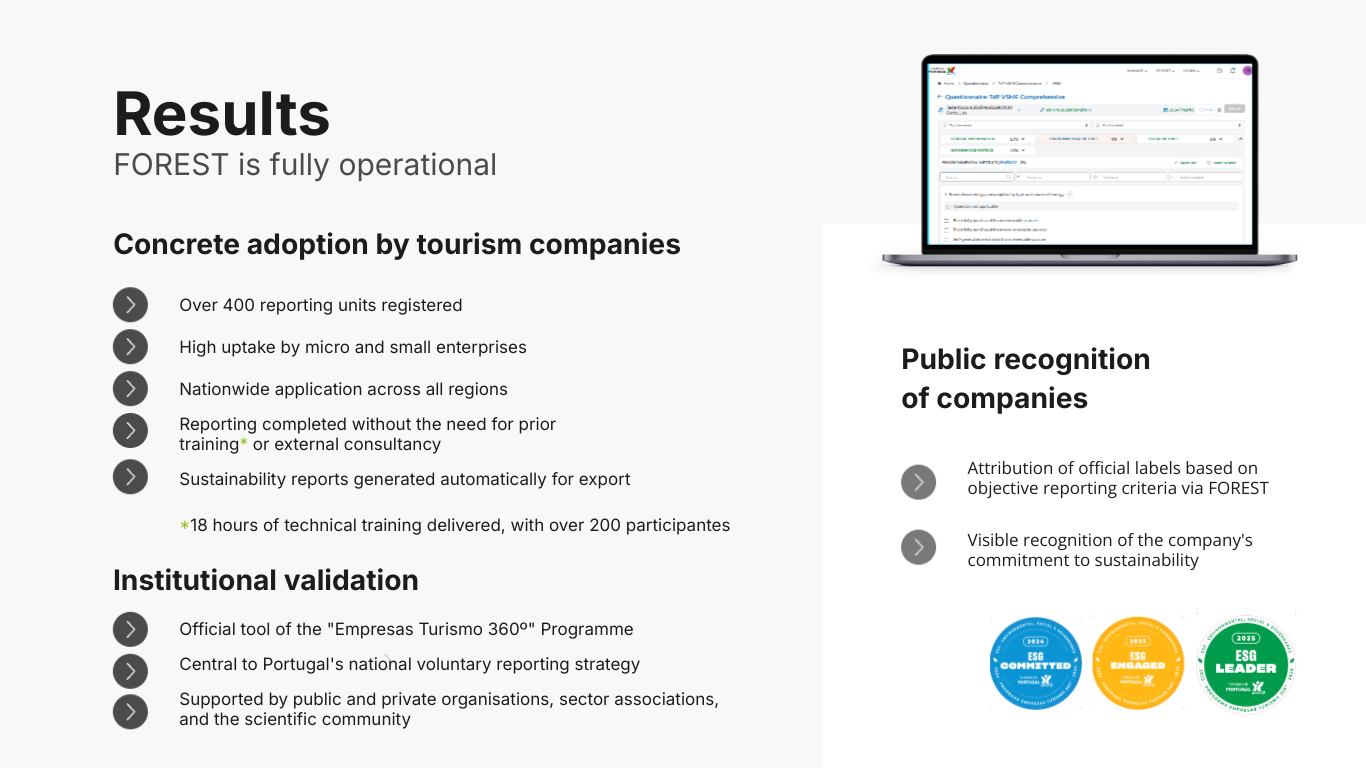 Results
FOREST is fully operational
Concrete adoption by tourism companies
Over 400 reporting units registered
High uptake by micro and small enterprises
Nationwide application across all regions
Reporting completed without the need for prior
training* or external consultancy
Sustainability reports generated automatically for export
*18 hours of technical training delivered, with over 200 participantes
Institutional validation
Official tool of the "Empresas Turismo 360º" Programme
Central to Portugal's national voluntary reporting strategy
Supported by public and private organisations, sector associations,
and the scientific community
Questionnaire: TdP VSME Comprehensive
Public recognition
of companies
Attribution of official labels based on
objective reporting criteria via FOREST
Visible recognition of the company's
commitment to sustainability
2024
ESG
COMMITTED
PORTUGAL
ESG
ENGAGED
PORTUGAL
2025
ESG
LEADER
PORTUGAL